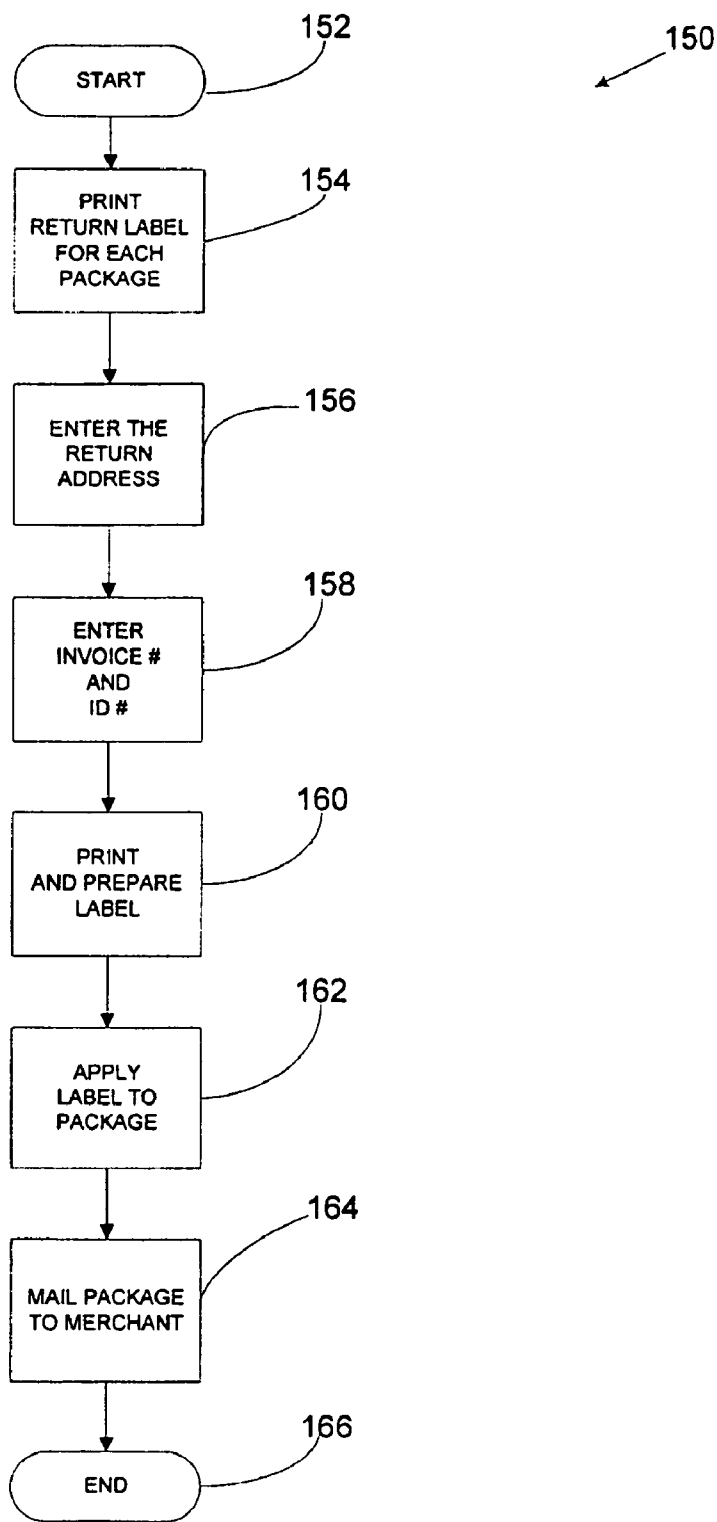 152
150
START
154
PRINT
RETURN LABEL
FOR EACH
PACKAGE
156
ENTER THE
RETURN
ADDRESS
158
ENTER
INVOICE #
AND
ID #
160
PRINT
AND PREPARE
LABEL
162
APPLY
LABEL TO
PACKAGE
164
MAIL PACKAGE
TO MERCHANT
166
END